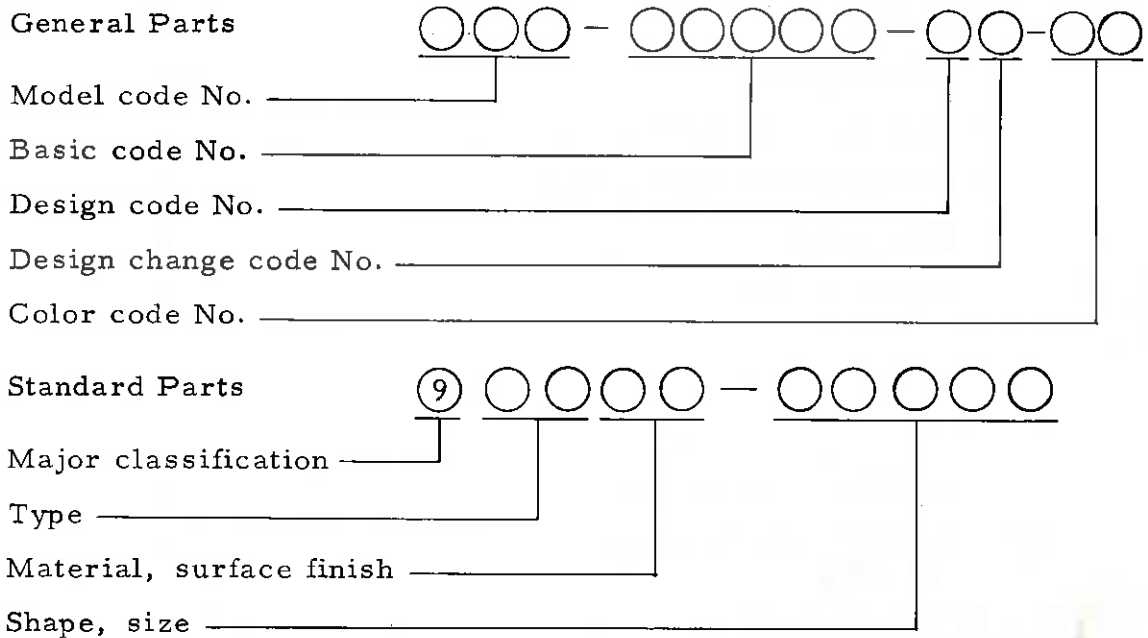 General Parts ○○○ - ○○○○○ - ○○-○○
Model code No.
Basic code No.
Design code No.
Design change code No.
Color code No.
Standard Parts ⑨ ○○○○ - ○○○○○
Major classification
Type
Material, surface finish
Shape, size